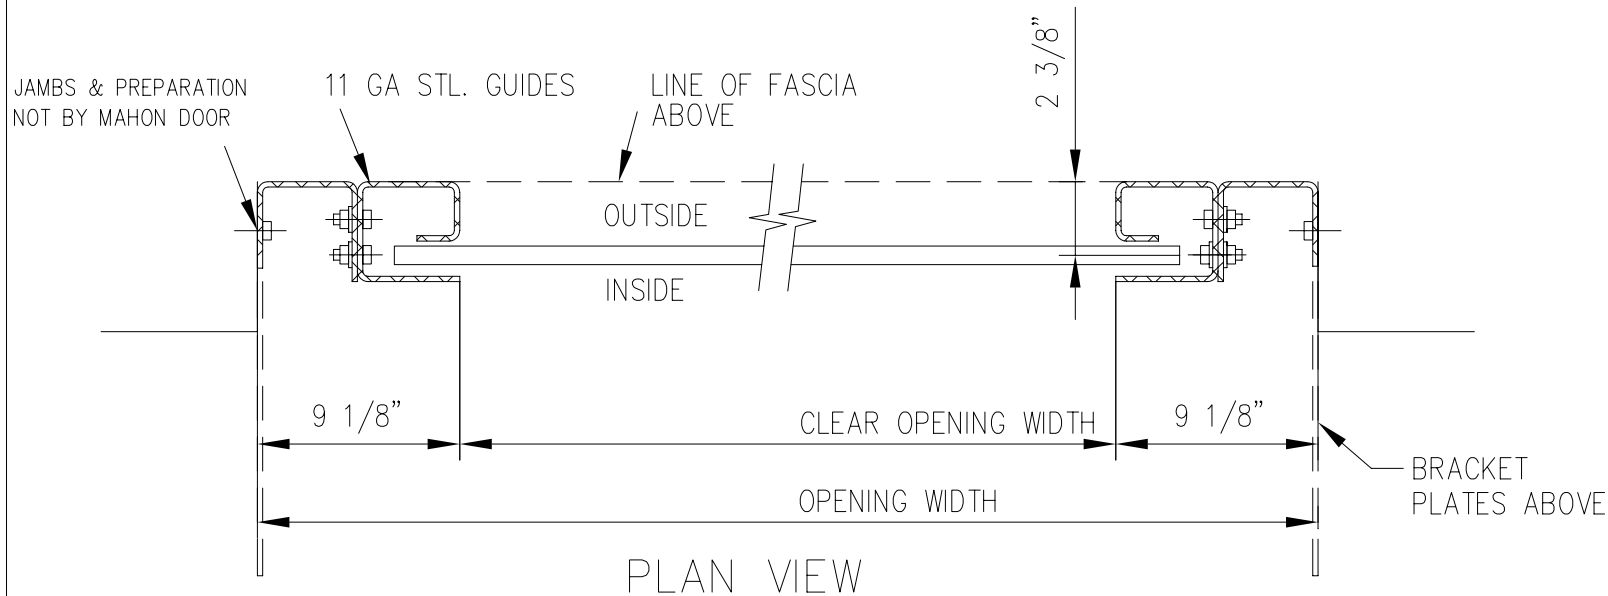 JAMBS & PREPARATION
NOT BY MAHON DOOR
11 GA STL. GUIDES
LINE OF FASCIA
ABOVE
2 3/8”
OUTSIDE
INSIDE
9 1/8”
CLEAR OPENING WIDTH
9 1/8”
BRACKET
PLATES ABOVE
OPENING WIDTH
PLAN VIEW